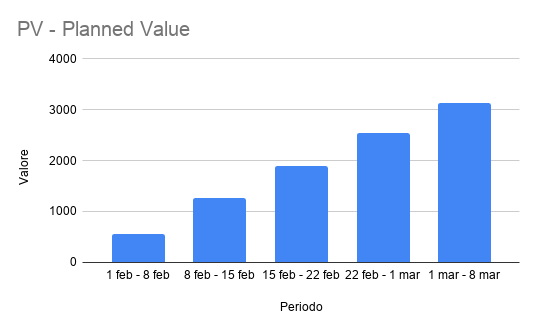 PV - Planned Value
4000
3000
2000
1000
0
Valore
1 feb - 8 feb
8 feb - 15 feb
15 feb - 22 feb
22 feb - 1 mar
1 mar - 8 mar
Periodo